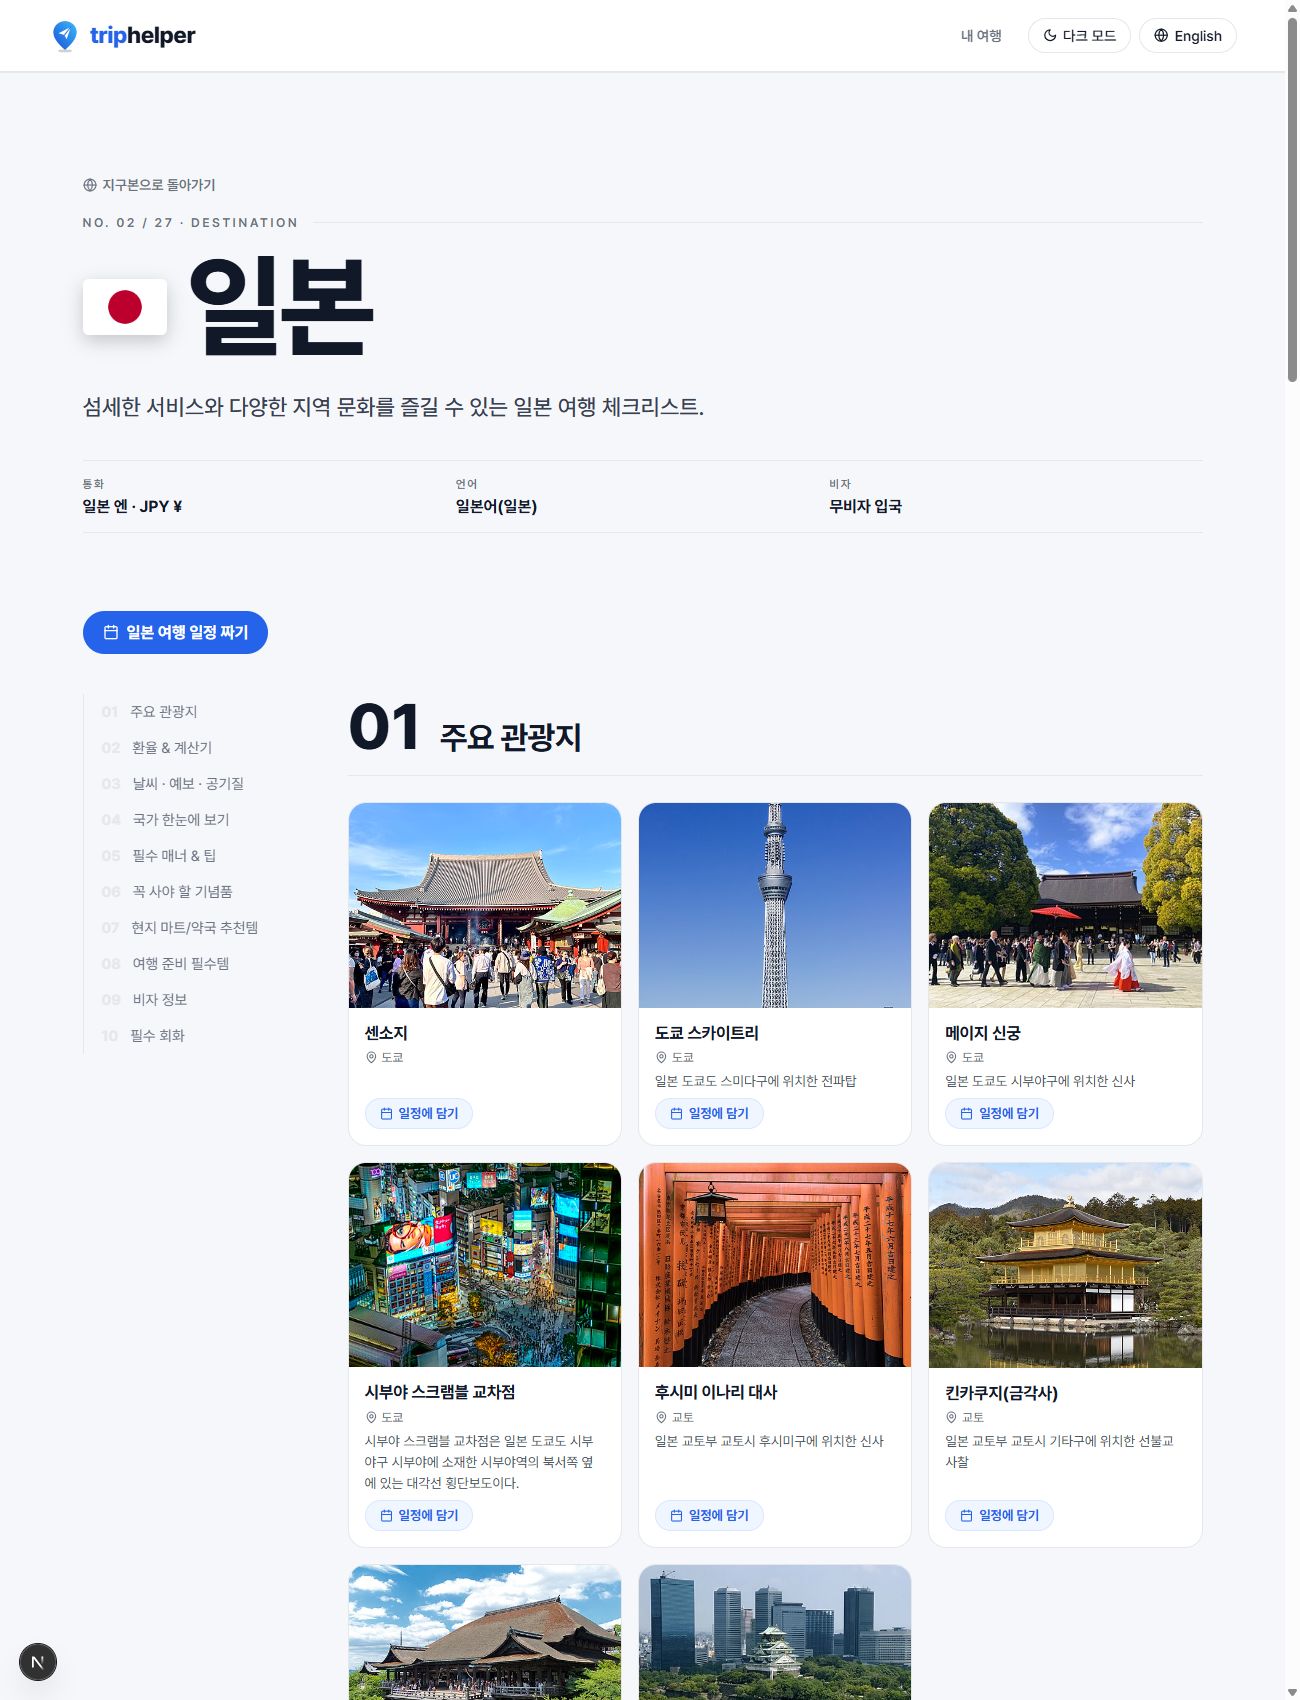 triphelper
내 여행
다크 모드
English
지구본으로 돌아가기
NO. 02 / 27 · DESTINATION
일본
섬세한 서비스와 다양한 지역 문화를 즐길 수 있는 일본 여행 체크리스트.
통화
일본 엔 · JPY ¥
언어
일본어(일본)
비자
무비자 입국
일본 여행 일정 짜기
01 주요 관광지
02 환율 & 계산기
03 날씨 · 예보 · 공기질
04 국가 한눈에 보기
05 필수 매너 & 팁
06 꼭 사야 할 기념품
07 현지 마트/약국 추천템
08 여행 준비 필수템
09 비자 정보
10 필수 회화
01 주요 관광지
센소지
도쿄
일정에 담기
도쿄 스카이트리
도쿄
일본 도쿄도 스미다구에 위치한 전파탑
일정에 담기
메이지 신궁
도쿄
일본 도쿄도 시부야구에 위치한 신사
일정에 담기
시부야 스크램블 교차점
도쿄
시부야 스크램블 교차점은 일본 도쿄도 시부
야구 시부야에 소재한 시부야역의 북서쪽 옆
에 있는 대각선 횡단보도이다.
일정에 담기
후시미 이나리 대사
교토
일본 교토부 교토시 후시미구에 위치한 신사
일정에 담기
킨카쿠지(금각사)
교토
일본 교토부 교토시 기타구에 위치한 선불교
사찰
일정에 담기
N